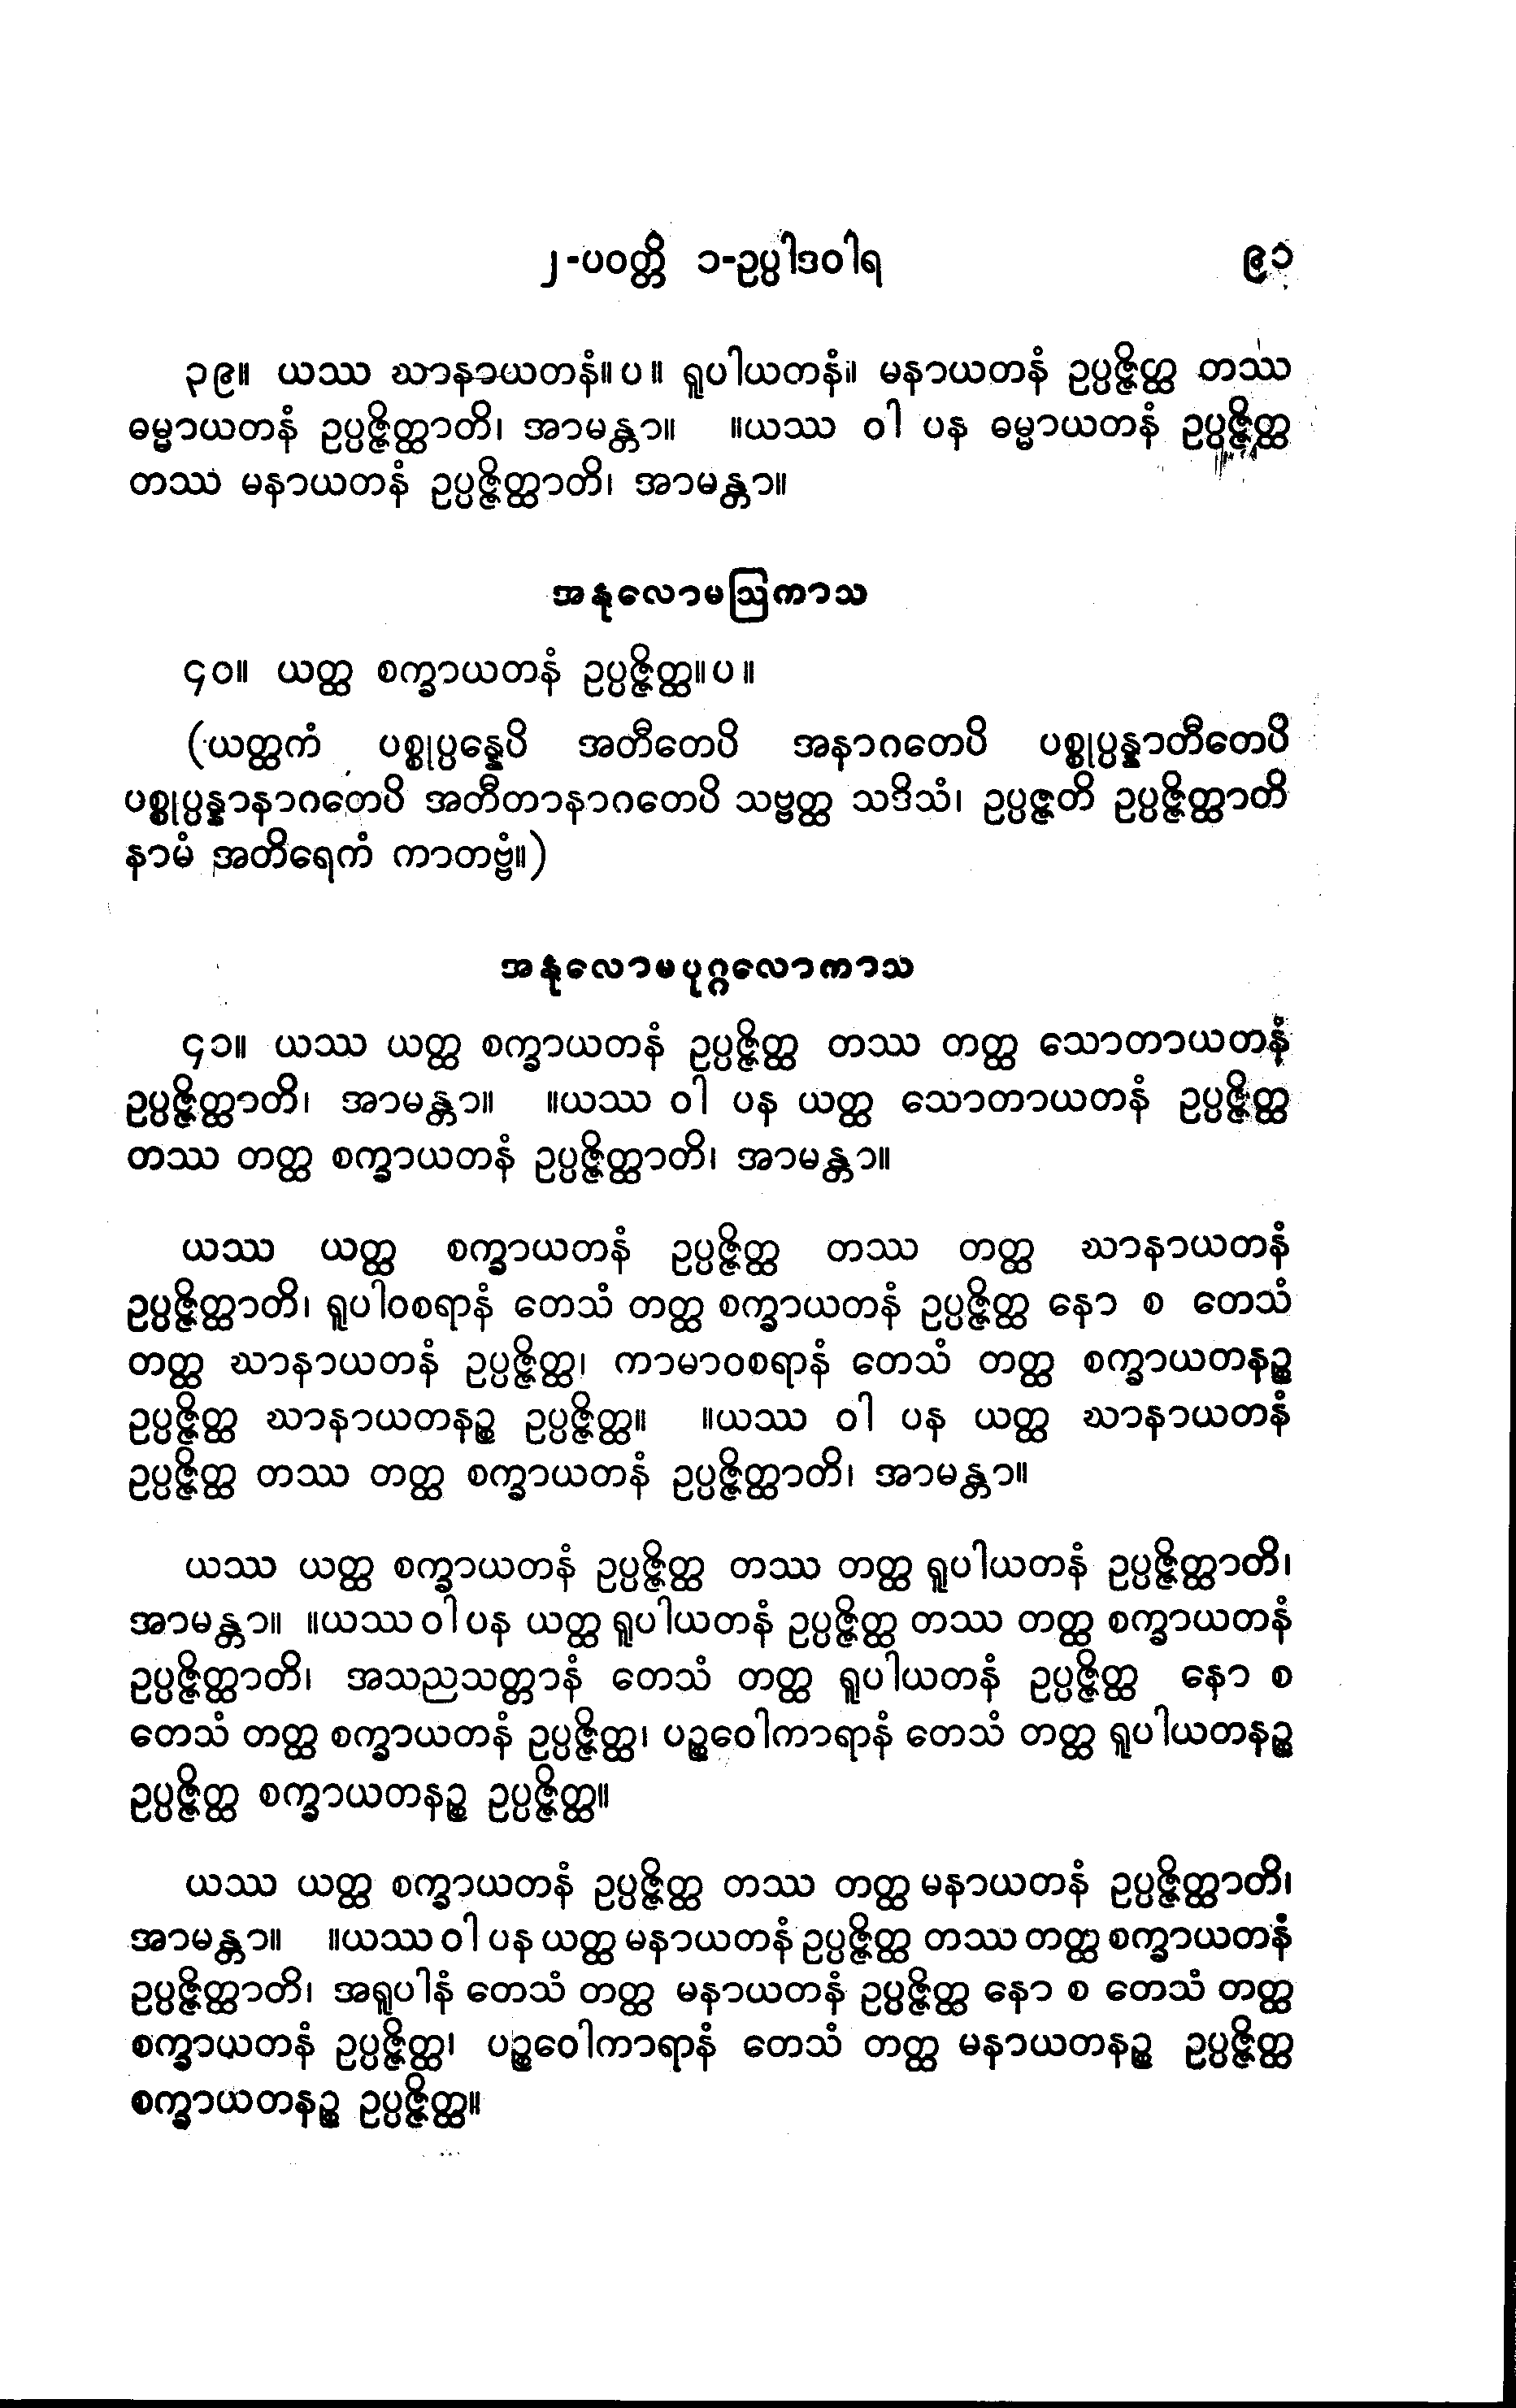 ၂-ပဝတ္တိ ၁-ဥပ္ပါဒဝါရ ၉၁
၃၉။ ယဿ ဃာနာယတနံ။ပ။ ရူပါယတနံ။ မနာယတနံ ဥပ္ပဇ္ဇိတ္ထ တဿ
ဓမ္မာယတနံ ဥပ္ပဇ္ဇိတ္ထာတိ၊ အာမန္တာ။ ။ယဿ ဝါ ပန ဓမ္မာယတနံ ဥပ္ပဇ္ဇိတ္ထ
တဿ မနာယတနံ ဥပ္ပဇ္ဇိတ္ထာတိ၊ အာမန္တာ။
အနုလောမဩကာသ
၄၀။ ယတ္ထ စက္ခာယတနံ ဥပ္ပဇ္ဇိတ္ထ။ပ။
(ယတ္ထကံ ပစ္စုပ္ပန္နေပိ အတီတေပိ အနာဂတေပိ ပစ္စုပ္ပန္နာတီတေပိ
ပစ္စုပ္ပန္နာနာဂတေပိ အတီတာနာဂတေပိ သဗ္ဗတ္ထ သဒိသံ၊ ဥပ္ပဇ္ဇတိ ဥပ္ပဇ္ဇိတ္ထာတိ
နာမံ အတိရေကံ ကာတဗ္ဗံ။)
အနုလောမပုဂ္ဂလောကာသ
၄၁။ ယဿ ယတ္ထ စက္ခာယတနံ ဥပ္ပဇ္ဇိတ္ထ တဿ တတ္ထ သောတာယတနံ
ဥပ္ပဇ္ဇိတ္ထာတိ၊ အာမန္တာ။ ။ယဿ ဝါ ပန ယတ္ထ သောတာယတနံ ဥပ္ပဇ္ဇိတ္ထ
တဿ တတ္ထ စက္ခာယတနံ ဥပ္ပဇ္ဇိတ္ထာတိ၊ အာမန္တာ။
ယဿ ယတ္ထ စက္ခာယတနံ ဥပ္ပဇ္ဇိတ္ထ တဿ တတ္ထ ဃာနာယတနံ
ဥပ္ပဇ္ဇိတ္ထာတိ၊ ရူပါဝစရာနံ တေသံ တတ္ထ စက္ခာယတနံ ဥပ္ပဇ္ဇိတ္ထ နော စ တေသံ
တတ္ထ ဃာနာယတနံ ဥပ္ပဇ္ဇိတ္ထ၊ ကာမာဝစရာနံ တေသံ တတ္ထ စက္ခာယတနဉ္စ
ဥပ္ပဇ္ဇိတ္ထ ဃာနာယတနဉ္စ ဥပ္ပဇ္ဇိတ္ထ။ ။ယဿ ဝါ ပန ယတ္ထ ဃာနာယတနံ
ဥပ္ပဇ္ဇိတ္ထ တဿ တတ္ထ စက္ခာယတနံ ဥပ္ပဇ္ဇိတ္ထာတိ၊ အာမန္တာ။
ယဿ ယတ္ထ စက္ခာယတနံ ဥပ္ပဇ္ဇိတ္ထ တဿ တတ္ထ ရူပါယတနံ ဥပ္ပဇ္ဇိတ္ထာတိ၊
အာမန္တာ။ ။ယဿ ဝါ ပန ယတ္ထ ရူပါယတနံ ဥပ္ပဇ္ဇိတ္ထ တဿ တတ္ထ စက္ခာယတနံ
ဥပ္ပဇ္ဇိတ္ထာတိ၊ အသညသတ္တာနံ တေသံ တတ္ထ ရူပါယတနံ ဥပ္ပဇ္ဇိတ္ထ နော စ
တေသံ တတ္ထ စက္ခာယတနံ ဥပ္ပဇ္ဇိတ္ထ၊ ပဉ္စဝေါကာရာနံ တေသံ တတ္ထ ရူပါယတနဉ္စ
ဥပ္ပဇ္ဇိတ္ထ စက္ခာယတနဉ္စ ဥပ္ပဇ္ဇိတ္ထ။
ယဿ ယတ္ထ စက္ခာယတနံ ဥပ္ပဇ္ဇိတ္ထ တဿ တတ္ထ မနာယတနံ ဥပ္ပဇ္ဇိတ္ထာတိ၊
အာမန္တာ။ ။ယဿ ဝါ ပန ယတ္ထ မနာယတနံ ဥပ္ပဇ္ဇိတ္ထ တဿ တတ္ထ စက္ခာယတနံ
ဥပ္ပဇ္ဇိတ္ထာတိ၊ အရူပါနံ တေသံ တတ္ထ မနာယတနံ ဥပ္ပဇ္ဇိတ္ထ နော စ တေသံ တတ္ထ
စက္ခာယတနံ ဥပ္ပဇ္ဇိတ္ထ၊ ပဉ္စဝေါကာရာနံ တေသံ တတ္ထ မနာယတနဉ္စ ဥပ္ပဇ္ဇိတ္ထ
စက္ခာယတနဉ္စ ဥပ္ပဇ္ဇိတ္ထ။